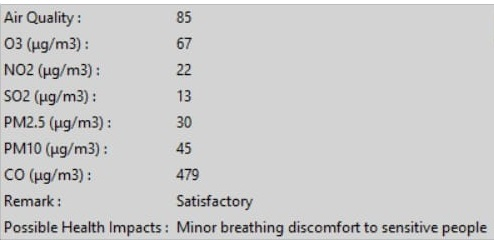 Air Quality : 85
O3 (µg/m3) : 67
NO2 (µg/m3) : 22
SO2 (µg/m3) : 13
PM2.5 (µg/m3) : 30
PM10 (µg/m3) : 45
CO (µg/m3) : 479
Remark : Satisfactory
Possible Health Impacts : Minor breathing discomfort to sensitive people